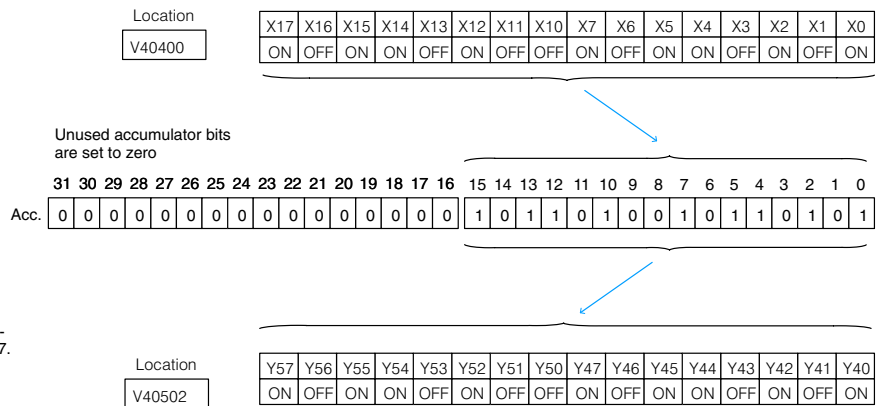 Location
X17 X16 X15 X14 X13 X12 X11 X10 X7 X6 X5 X4 X3 X2 X1 X0
V40400
ON OFF ON ON OFF ON OFF OFF ON OFF ON ON OFF ON OFF ON
Unused accumulator bits
are set to zero
31 30 29 28 27 26 25 24 23 22 21 20 19 18 17 16 15 14 13 12 11 10 9 8 7 6 5 4 3 2 1 0
Acc. 0 0 0 0 0 0 0 0 0 0 0 0 0 0 0 0 1 0 1 1 0 1 0 0 1 0 1 1 0 1 0 1
7.
Location
Y57 Y56 Y55 Y54 Y53 Y52 Y51 Y50 Y47 Y46 Y45 Y44 Y43 Y42 Y41 Y40
V40502
ON OFF ON ON OFF ON OFF OFF ON OFF ON ON OFF ON OFF ON